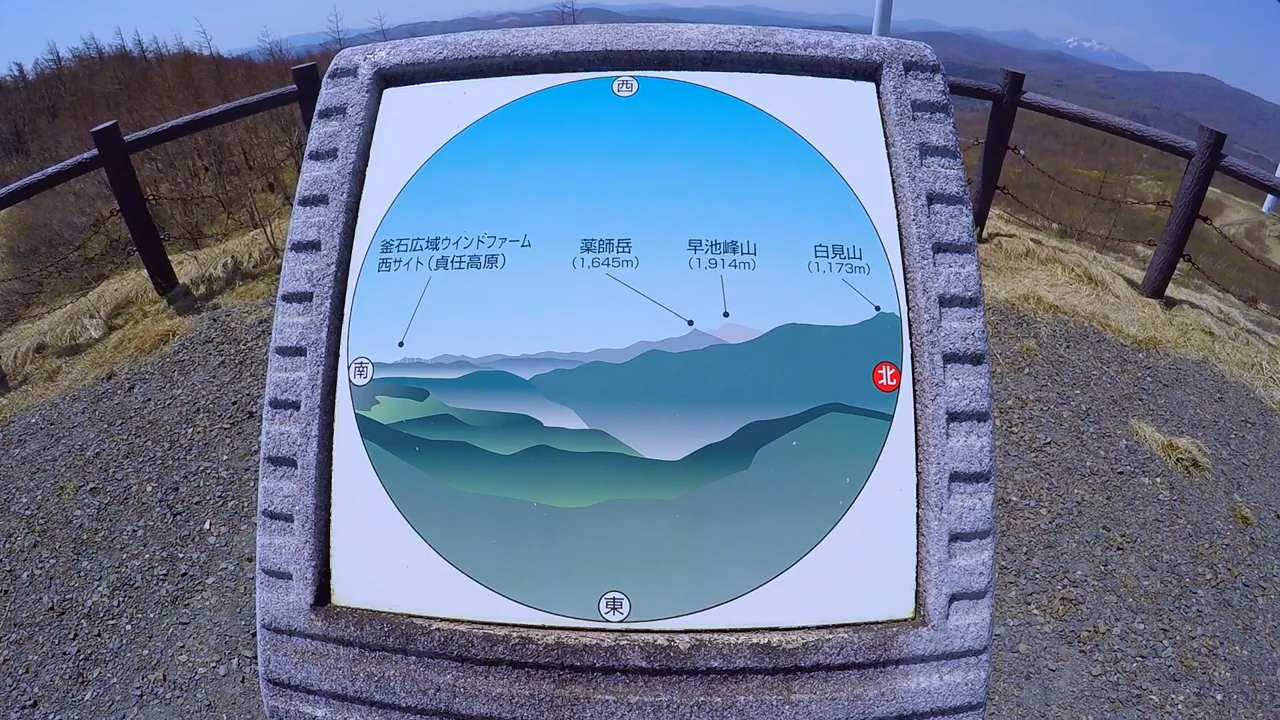 西
釜石広域ウインドファーム
西サイト(貞任高原)
薬師岳
(1,645m)
早池峰山
(1,914m)
白見山
(1,173m)
南
北
東